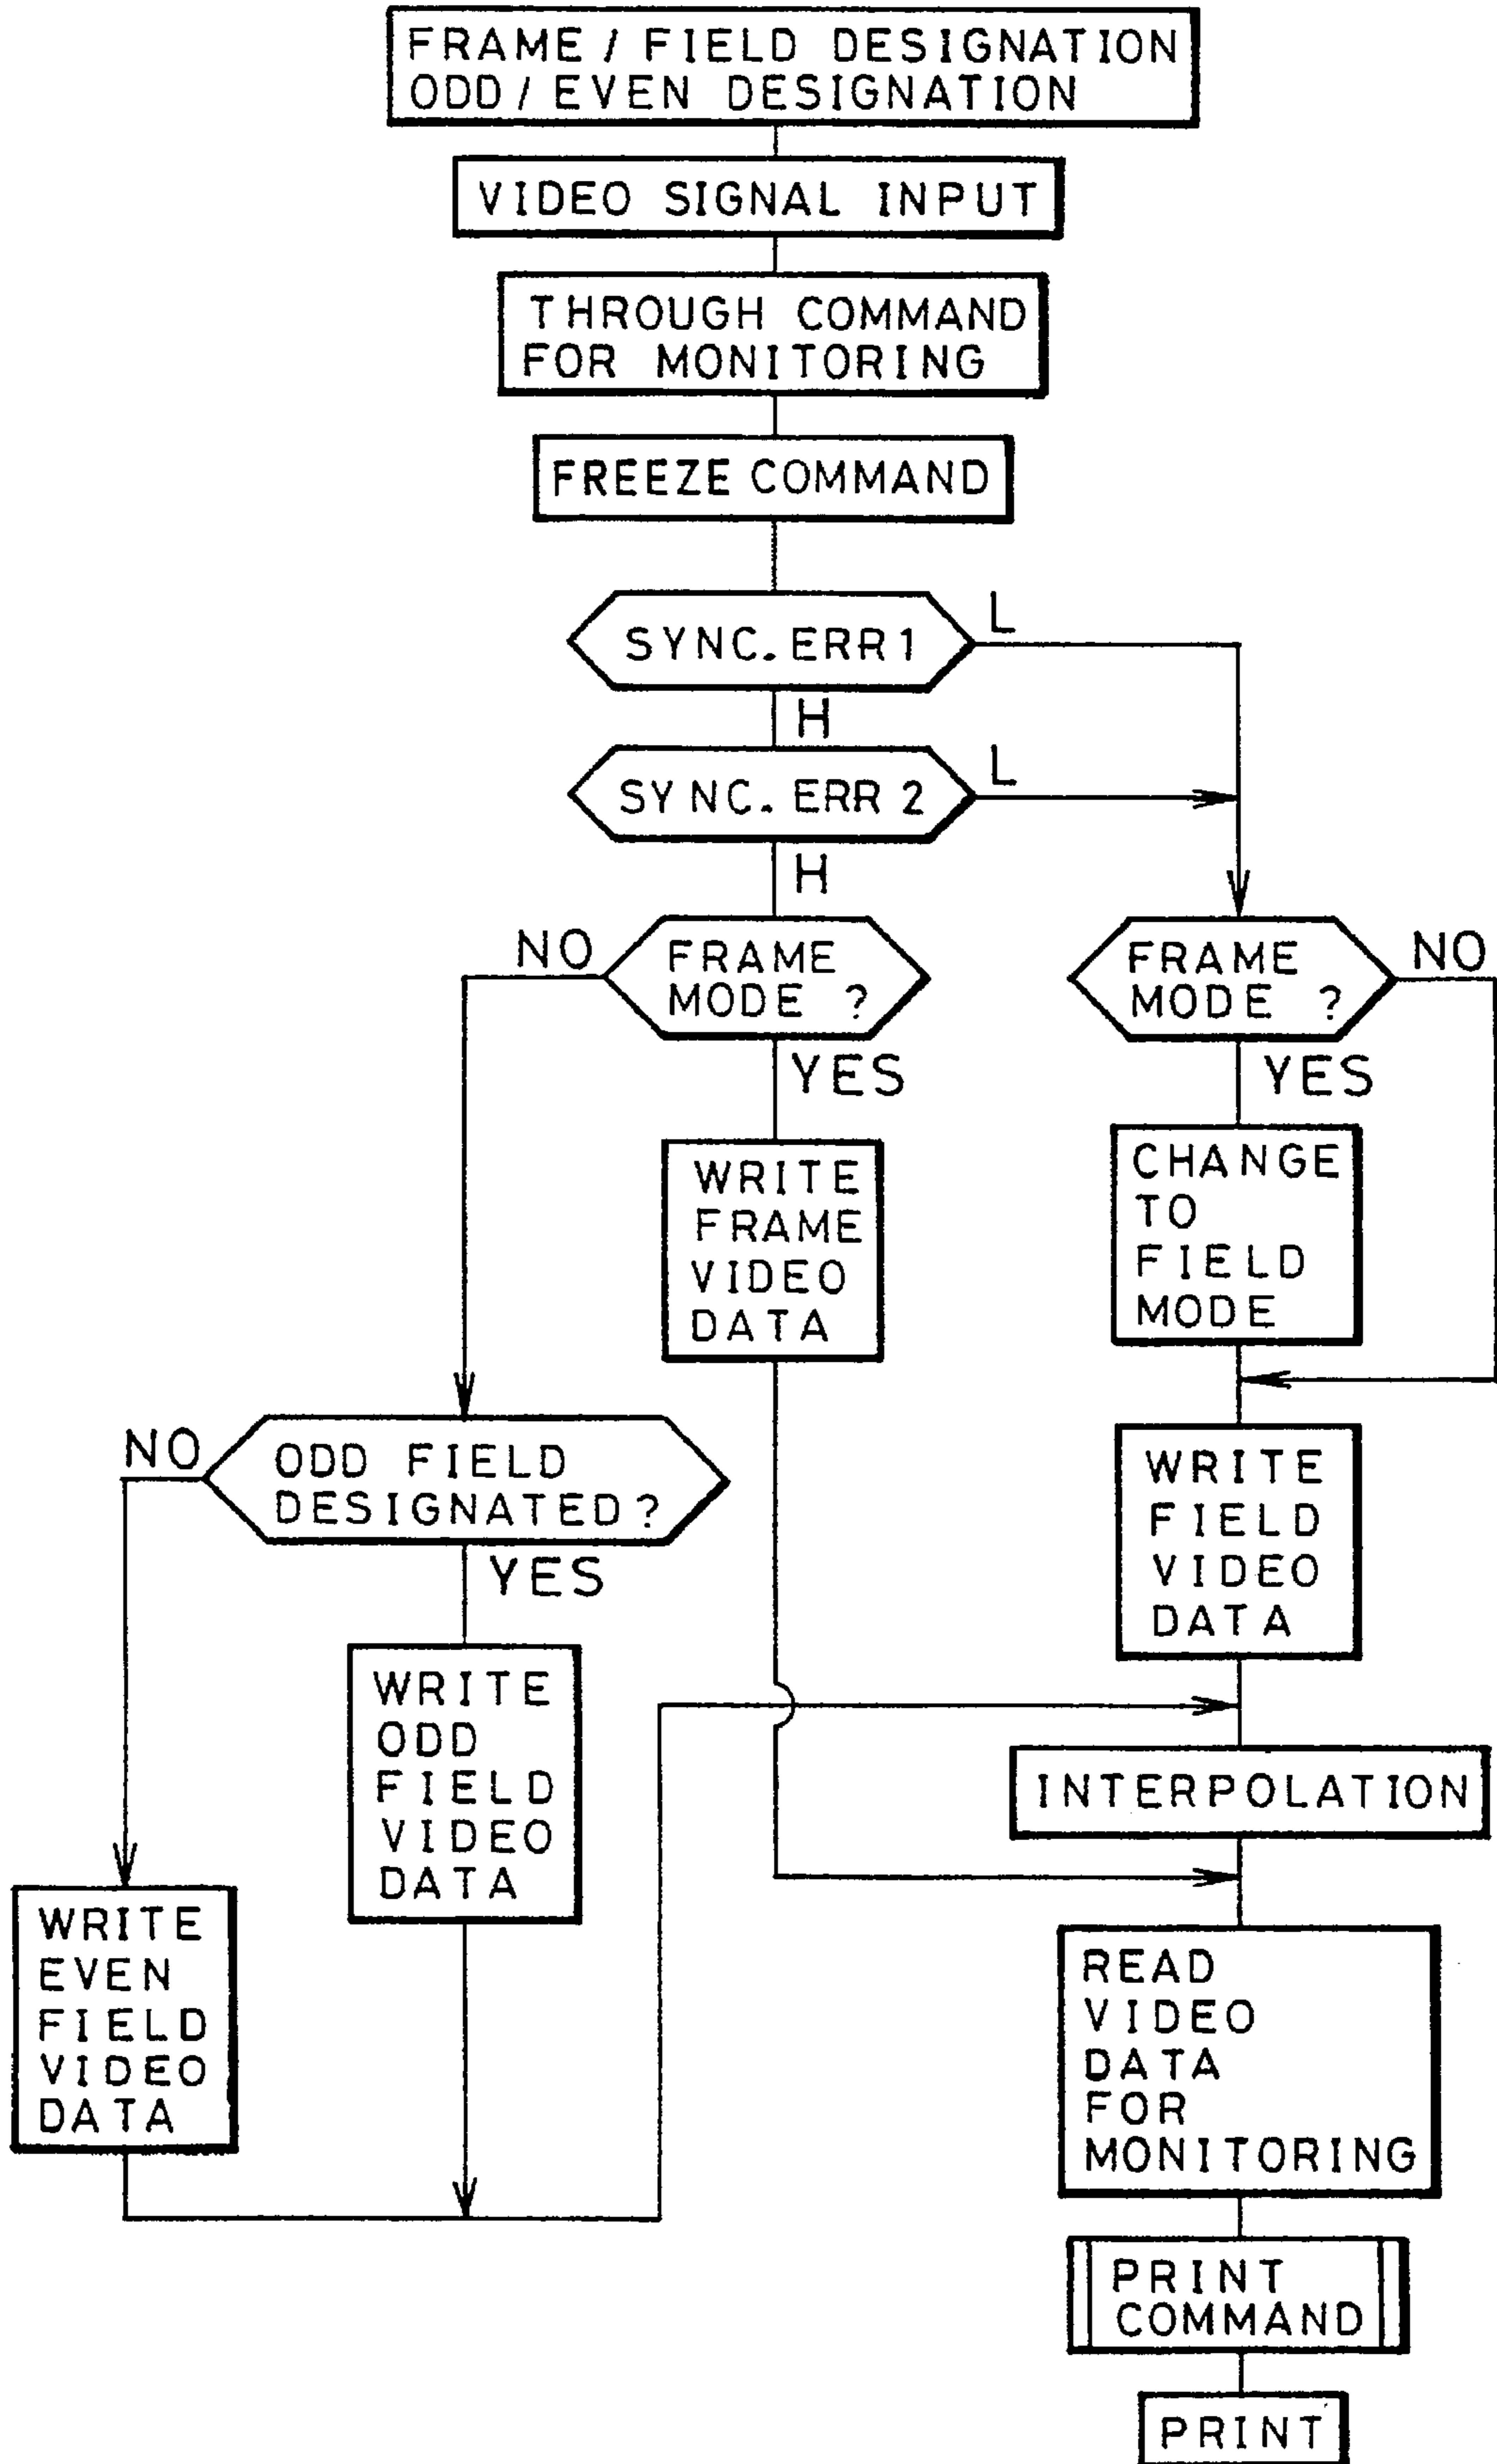 FRAME / FIELD DESIGNATION
ODD / EVEN DESIGNATION
VIDEO SIGNAL INPUT
THROUGH COMMAND
FOR MONITORING
FREEZE COMMAND
SYNC. ERR 1
L
H
SYNC. ERR 2
L
H
NO
FRAME
MODE ?
YES
FRAME
MODE ?
NO
YES
WRITE
FRAME
VIDEO
DATA
CHANGE
TO
FIELD
MODE
NO
ODD FIELD
DESIGNATED ?
YES
WRITE
FIELD
VIDEO
DATA
WRITE
ODD
FIELD
VIDEO
DATA
INTERPOLATION
WRITE
EVEN
FIELD
VIDEO
DATA
READ
VIDEO
DATA
FOR
MONITORING
PRINT
COMMAND
PRINT